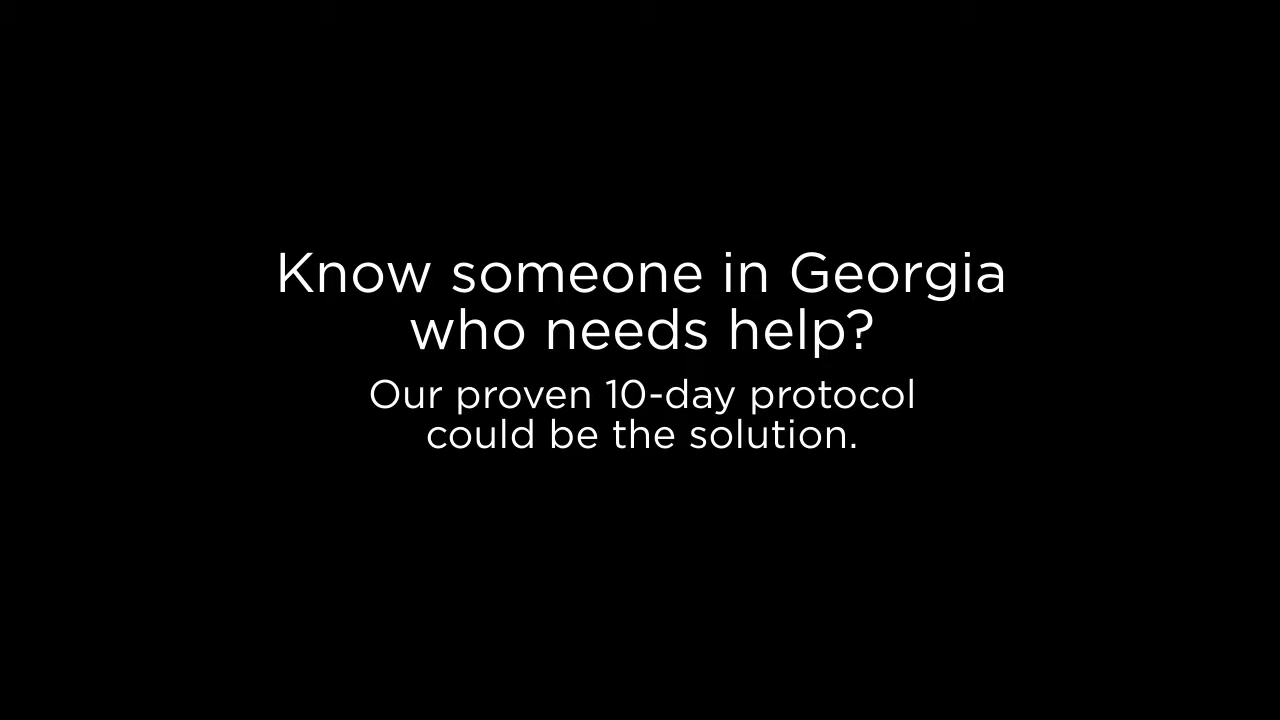 Know someone in Georgia
who needs help?
Our proven 10-day protocol
could be the solution.